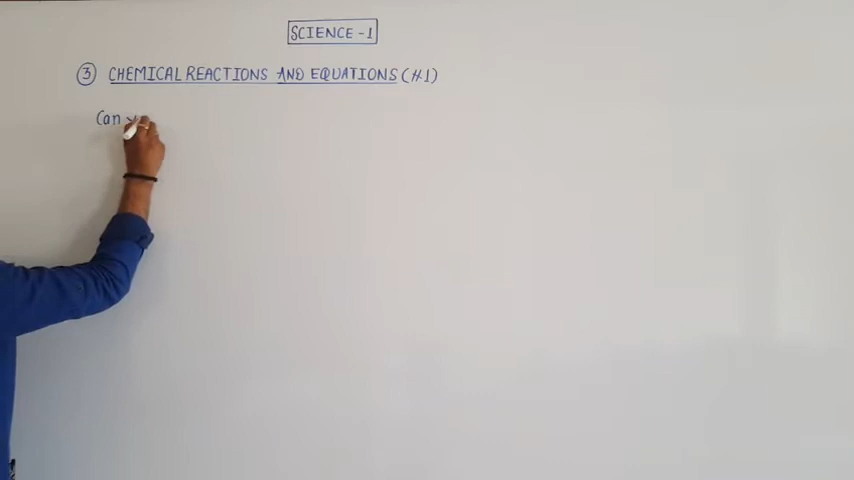 SCIENCE-1
3 CHEMICAL REACTIONS AND EQUATIONS (H.1)
Can